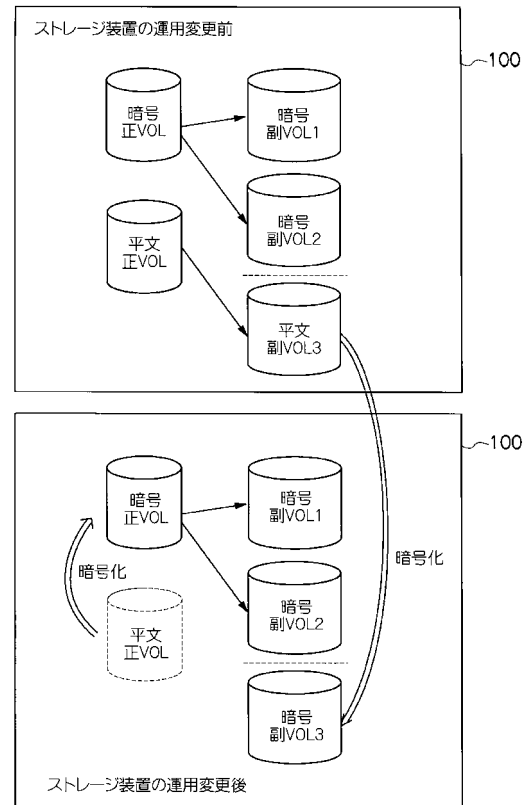 ストレージ装置の運用変更前
100
暗号
正VOL
暗号
副VOL1
暗号
副VOL2
平文
正VOL
平文
副VOL3
100
暗号
正VOL
暗号
副VOL1
暗号化
暗号化
暗号
副VOL2
平文
正VOL
暗号
副VOL3
ストレージ装置の運用変更後